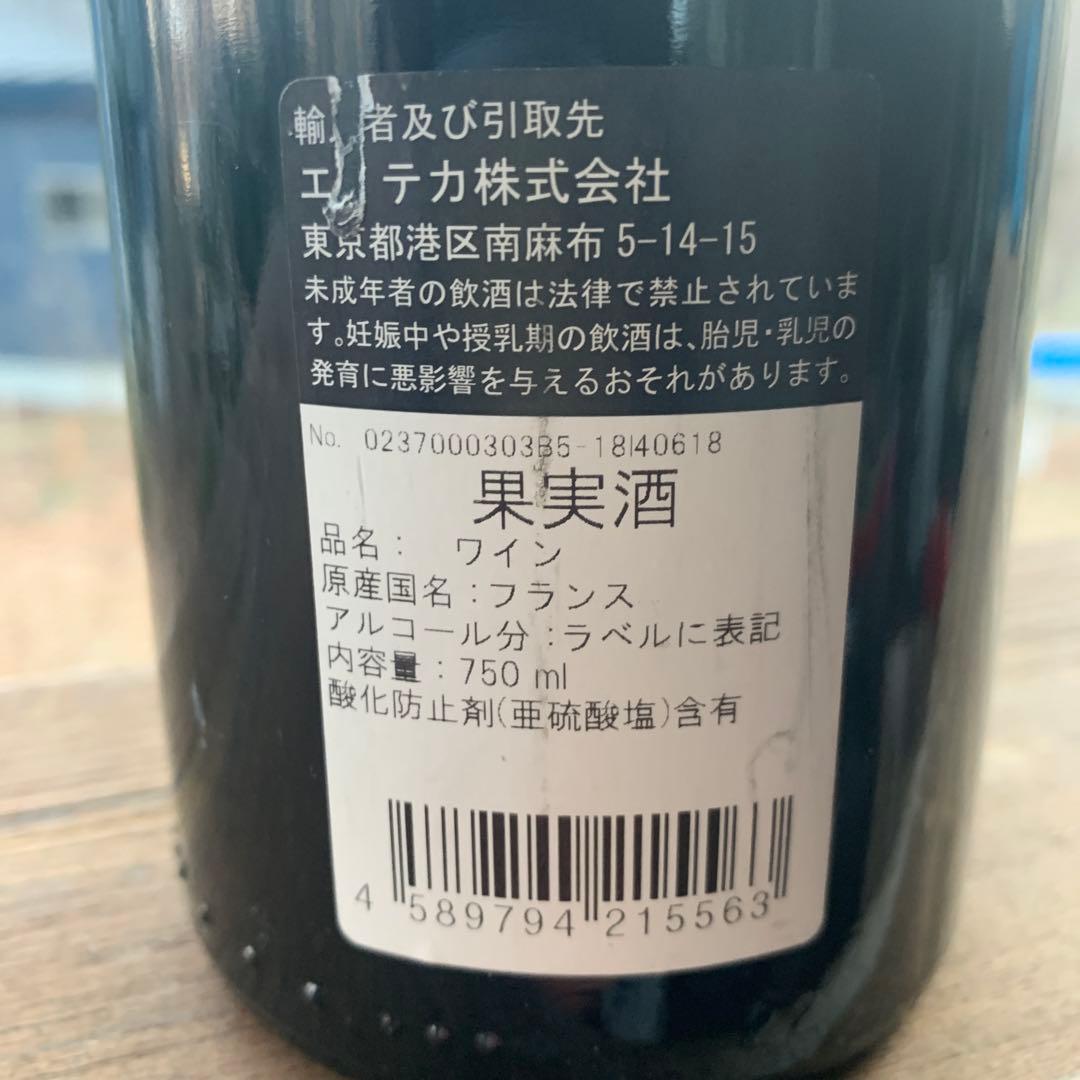 者及び引取先
テカ株式会社
東京都港区南麻布 5-14-15
未成年者の飲酒は法律で禁止されていま
す。妊娠中や授乳期の飲酒は、胎児・乳児の
発育に悪影響を与えるおそれがあります。
No. 0237000303B5-18I40618
果実酒
品名： ワイン
原産国名：フランス
アルコール分：ラベルに表記
内容量：750 ml
酸化防止剤(亜硫酸塩)含有
4 589794 215563